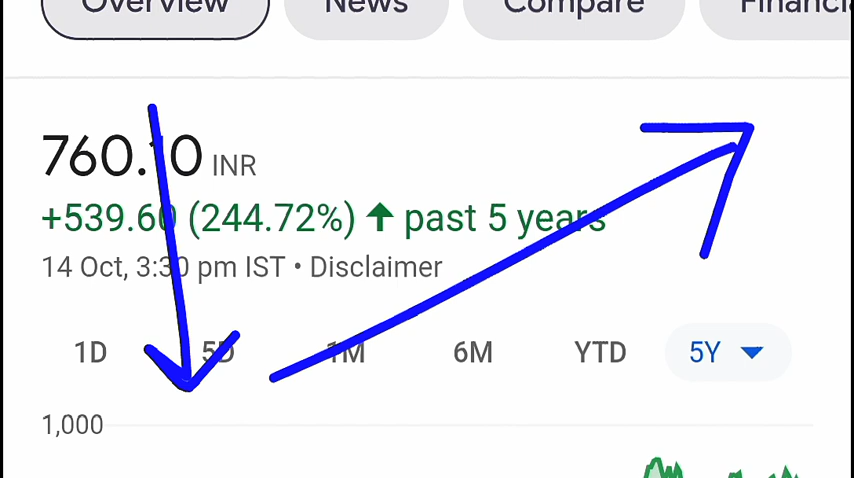 Overview News Compare Financia
760.10 INR
+539.60 (244.72%) ↑ past 5 years
14 Oct, 3:30 pm IST • Disclaimer
1D 5D 1M 6M YTD 5Y
1,000